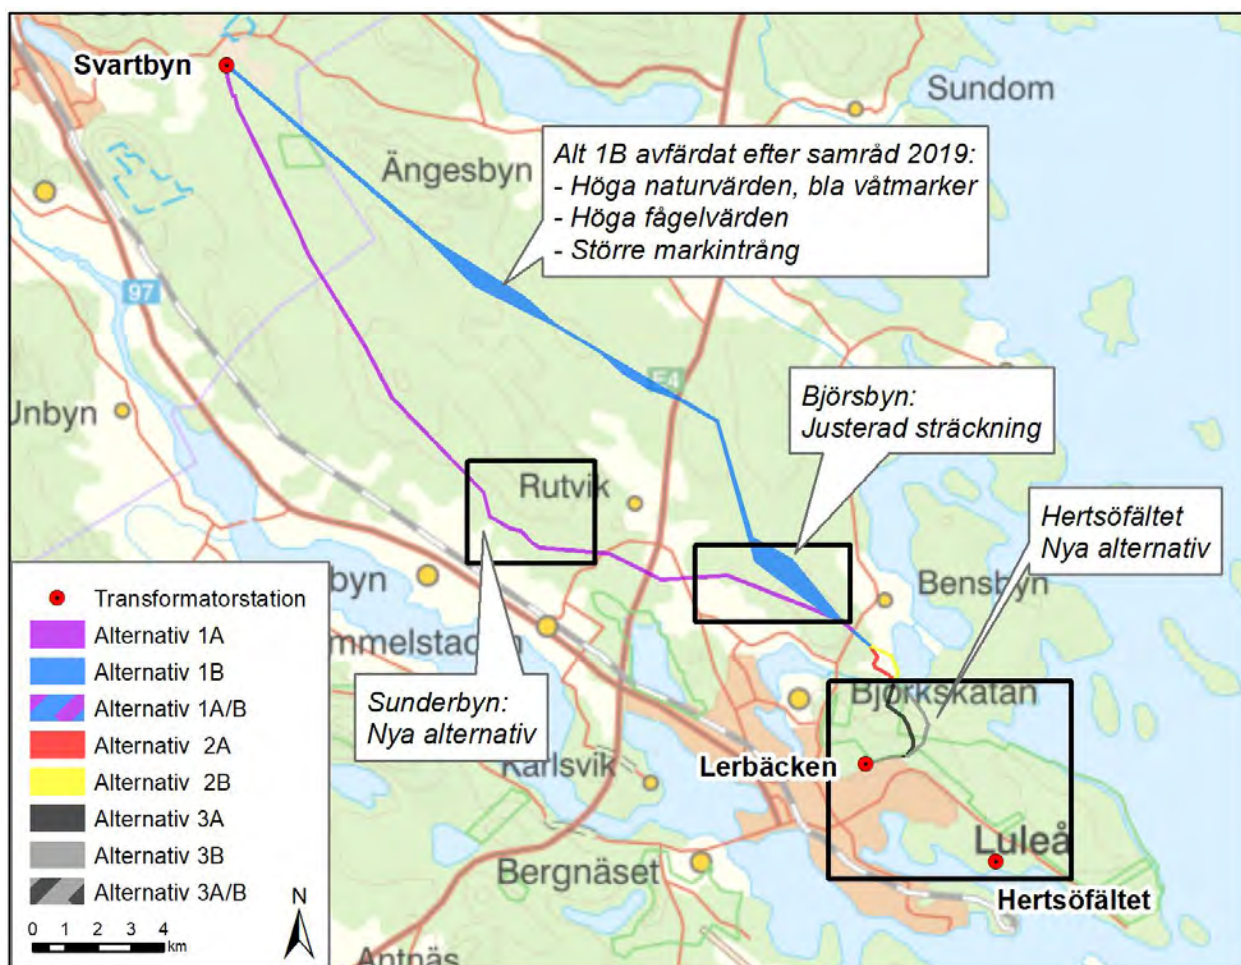 Svartbyn
Sundom
Ängesbyn
Alt 1B avfärdat efter samråd 2019:
- Höga naturvärden, bla våtmarker
- Höga fågelvärden
- Större markintrång
97
E4
Unbyn
Björsbyn:
Justerad sträckning
Rutvik
Hertsöfältet
Nya alternativ
Bensbyn
byn
mmelstaden
Sunderbyn:
Nya alternativ
Björkskatan
Karlsvik
Lerbäcken
Luleå
Bergnäset
Hertsöfältet
Antnäs
Transformatorstation
Alternativ 1A
Alternativ 1B
Alternativ 1A/B
Alternativ 2A
Alternativ 2B
Alternativ 3A
Alternativ 3B
Alternativ 3A/B
N
0 1 2 4
km